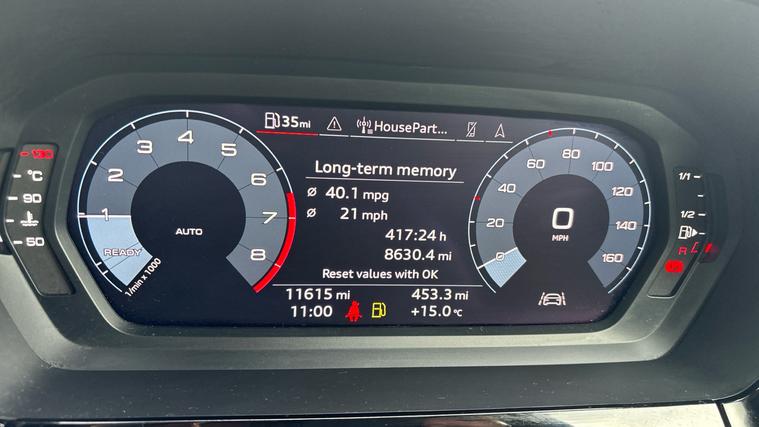 35mi
HousePart...
Long-term memory
ø 40.1 mpg
ø 21 mph
417:24 h
8630.4 mi
Reset values with OK
11615 mi 453.3 mi
11:00 +15.0 °C
1 2 3 4 5 6 7 8
READY
AUTO
1/min x 1000
0 20 40 60 80 100 120 140 160
0
MPH
130
°C
90
50
1/1
1/2
R